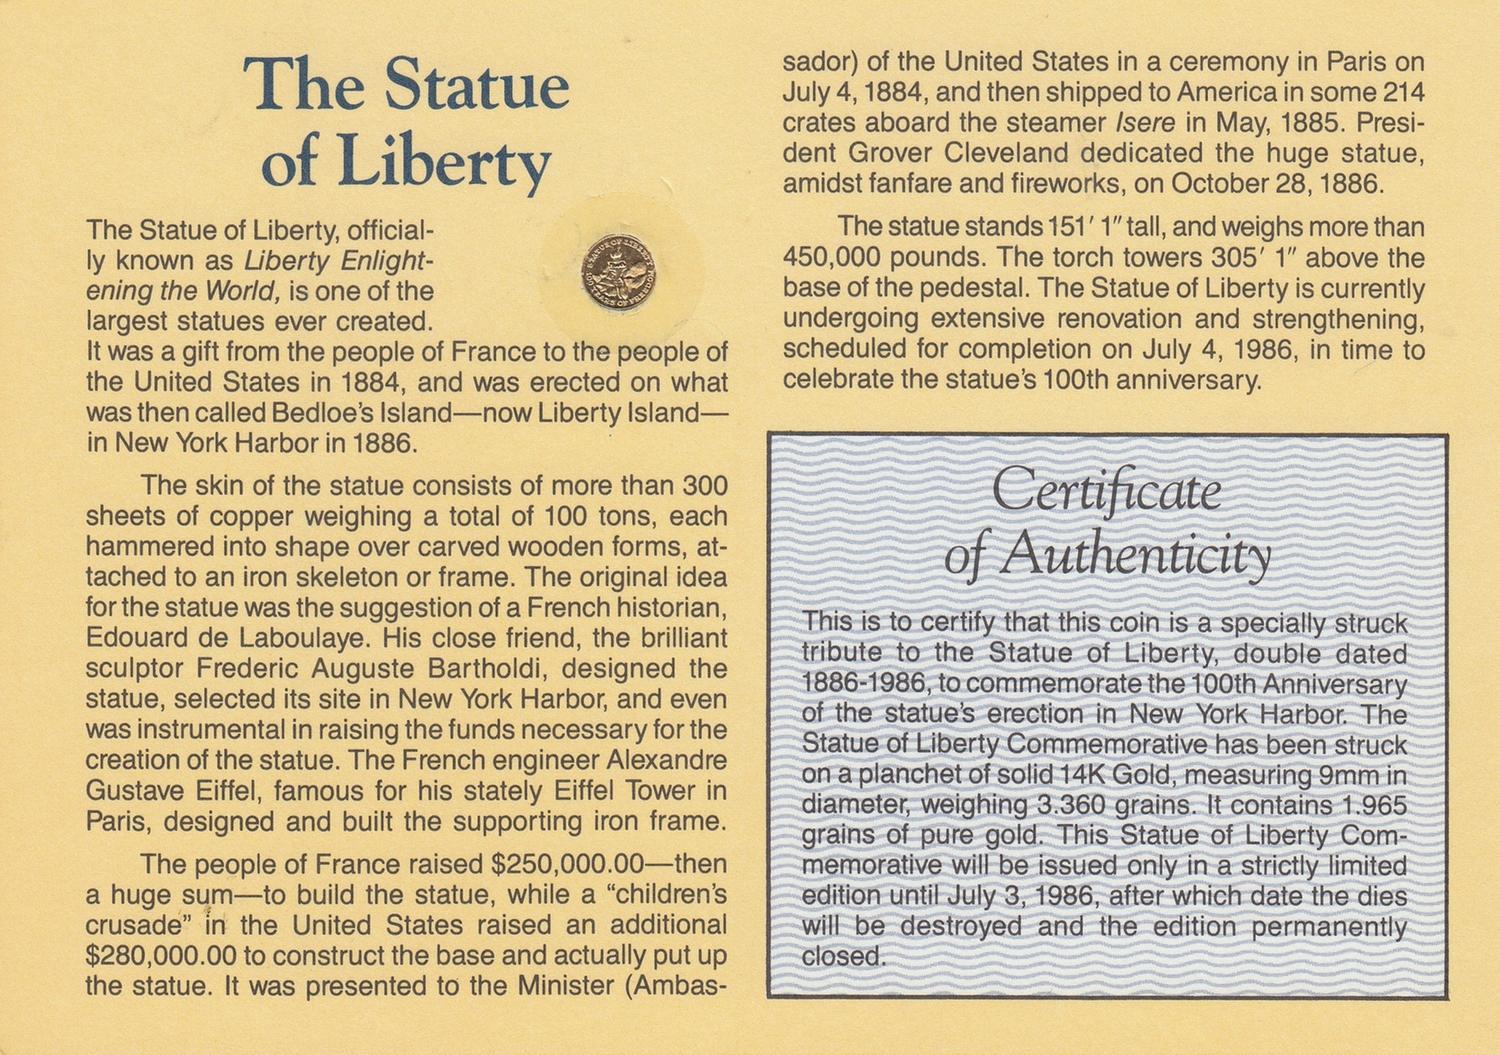 The Statue
of Liberty
The Statue of Liberty, official-
ly known as Liberty Enlight-
ening the World, is one of the
largest statues ever created.
It was a gift from the people of France to the people of
the United States in 1884, and was erected on what
was then called Bedloe's Island—now Liberty Island—
in New York Harbor in 1886.
The skin of the statue consists of more than 300
sheets of copper weighing a total of 100 tons, each
hammered into shape over carved wooden forms, at-
tached to an iron skeleton or frame. The original idea
for the statue was the suggestion of a French historian,
Edouard de Laboulaye. His close friend, the brilliant
sculptor Frederic Auguste Bartholdi, designed the
statue, selected its site in New York Harbor, and even
was instrumental in raising the funds necessary for the
creation of the statue. The French engineer Alexandre
Gustave Eiffel, famous for his stately Eiffel Tower in
Paris, designed and built the supporting iron frame.
The people of France raised $250,000.00—then
a huge sum—to build the statue, while a "children's
crusade" in the United States raised an additional
$280,000.00 to construct the base and actually put up
the statue. It was presented to the Minister (Ambas-
sador) of the United States in a ceremony in Paris on
July 4, 1884, and then shipped to America in some 214
crates aboard the steamer Isere in May, 1885. Presi-
dent Grover Cleveland dedicated the huge statue,
amidst fanfare and fireworks, on October 28, 1886.
The statue stands 151′ 1″ tall, and weighs more than
450,000 pounds. The torch towers 305′ 1″ above the
base of the pedestal. The Statue of Liberty is currently
undergoing extensive renovation and strengthening,
scheduled for completion on July 4, 1986, in time to
celebrate the statue's 100th anniversary.
Certificate
of Authenticity
This is to certify that this coin is a specially struck
tribute to the Statue of Liberty, double dated
1886-1986, to commemorate the 100th Anniversary
of the statue's erection in New York Harbor. The
Statue of Liberty Commemorative has been struck
on a planchet of solid 14K Gold, measuring 9mm in
diameter, weighing 3.360 grains. It contains 1.965
grains of pure gold. This Statue of Liberty Com-
memorative will be issued only in a strictly limited
edition until July 3, 1986, after which date the dies
will be destroyed and the edition permanently
closed.
STATUE OF LIBERTY
100 YEARS OF FREEDOM